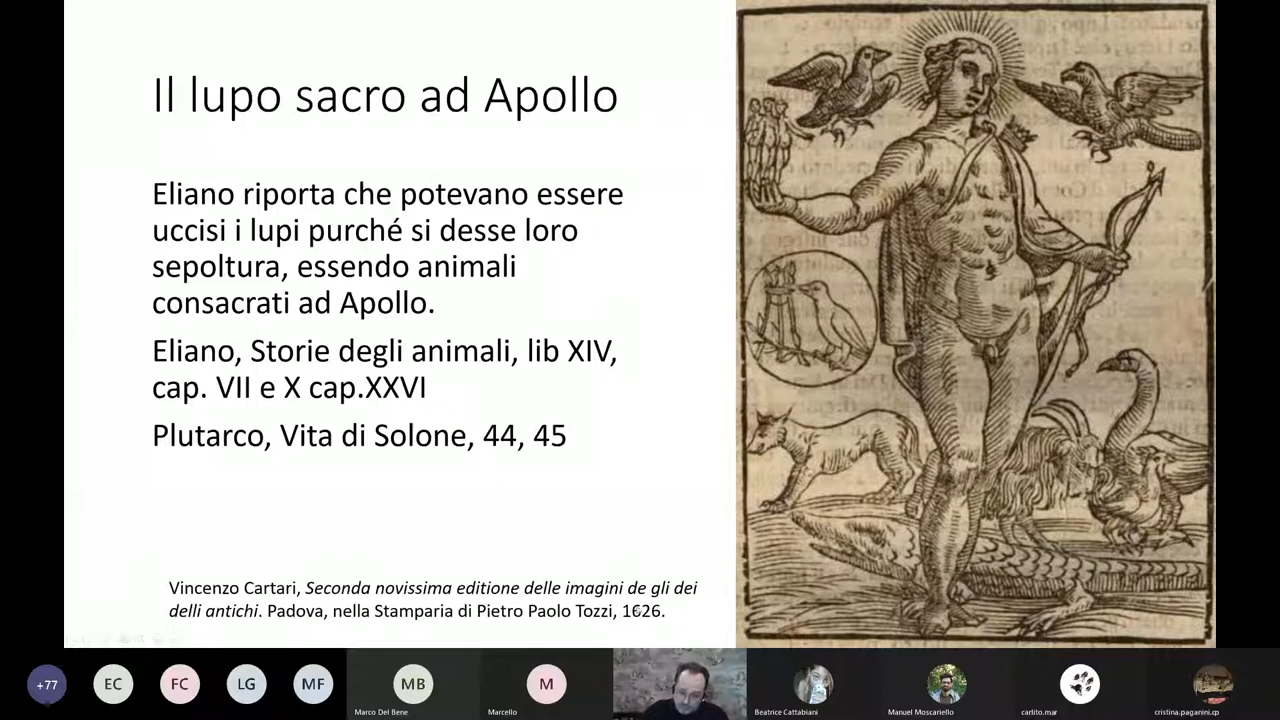 Il lupo sacro ad Apollo
Eliano riporta che potevano essere
uccisi i lupi purché si desse loro
sepoltura, essendo animali
consacrati ad Apollo.
Eliano, Storie degli animali, lib XIV,
cap. VII e X cap.XXVI
Plutarco, Vita di Solone, 44, 45
Vincenzo Cartari, Seconda novissima editione delle imagini de gli dei
delli antichi. Padova, nella Stamparia di Pietro Paolo Tozzi, 1626.
+77
EC
FC
LG
MF
MB
M
Marco Del Bene
Marcello
Beatrice Cattabiani
Manuel Moscariello
carlito.mar
cristina.paganini.cp